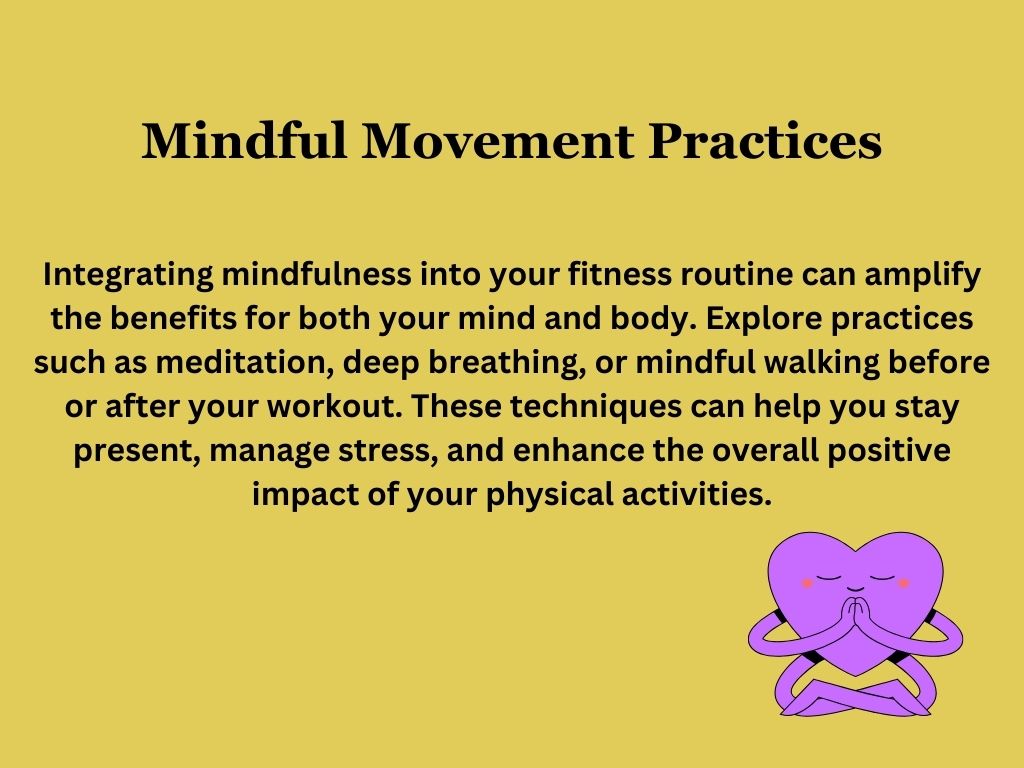 Mindful Movement Practices
Integrating mindfulness into your fitness routine can amplify
the benefits for both your mind and body. Explore practices
such as meditation, deep breathing, or mindful walking before
or after your workout. These techniques can help you stay
present, manage stress, and enhance the overall positive
impact of your physical activities.